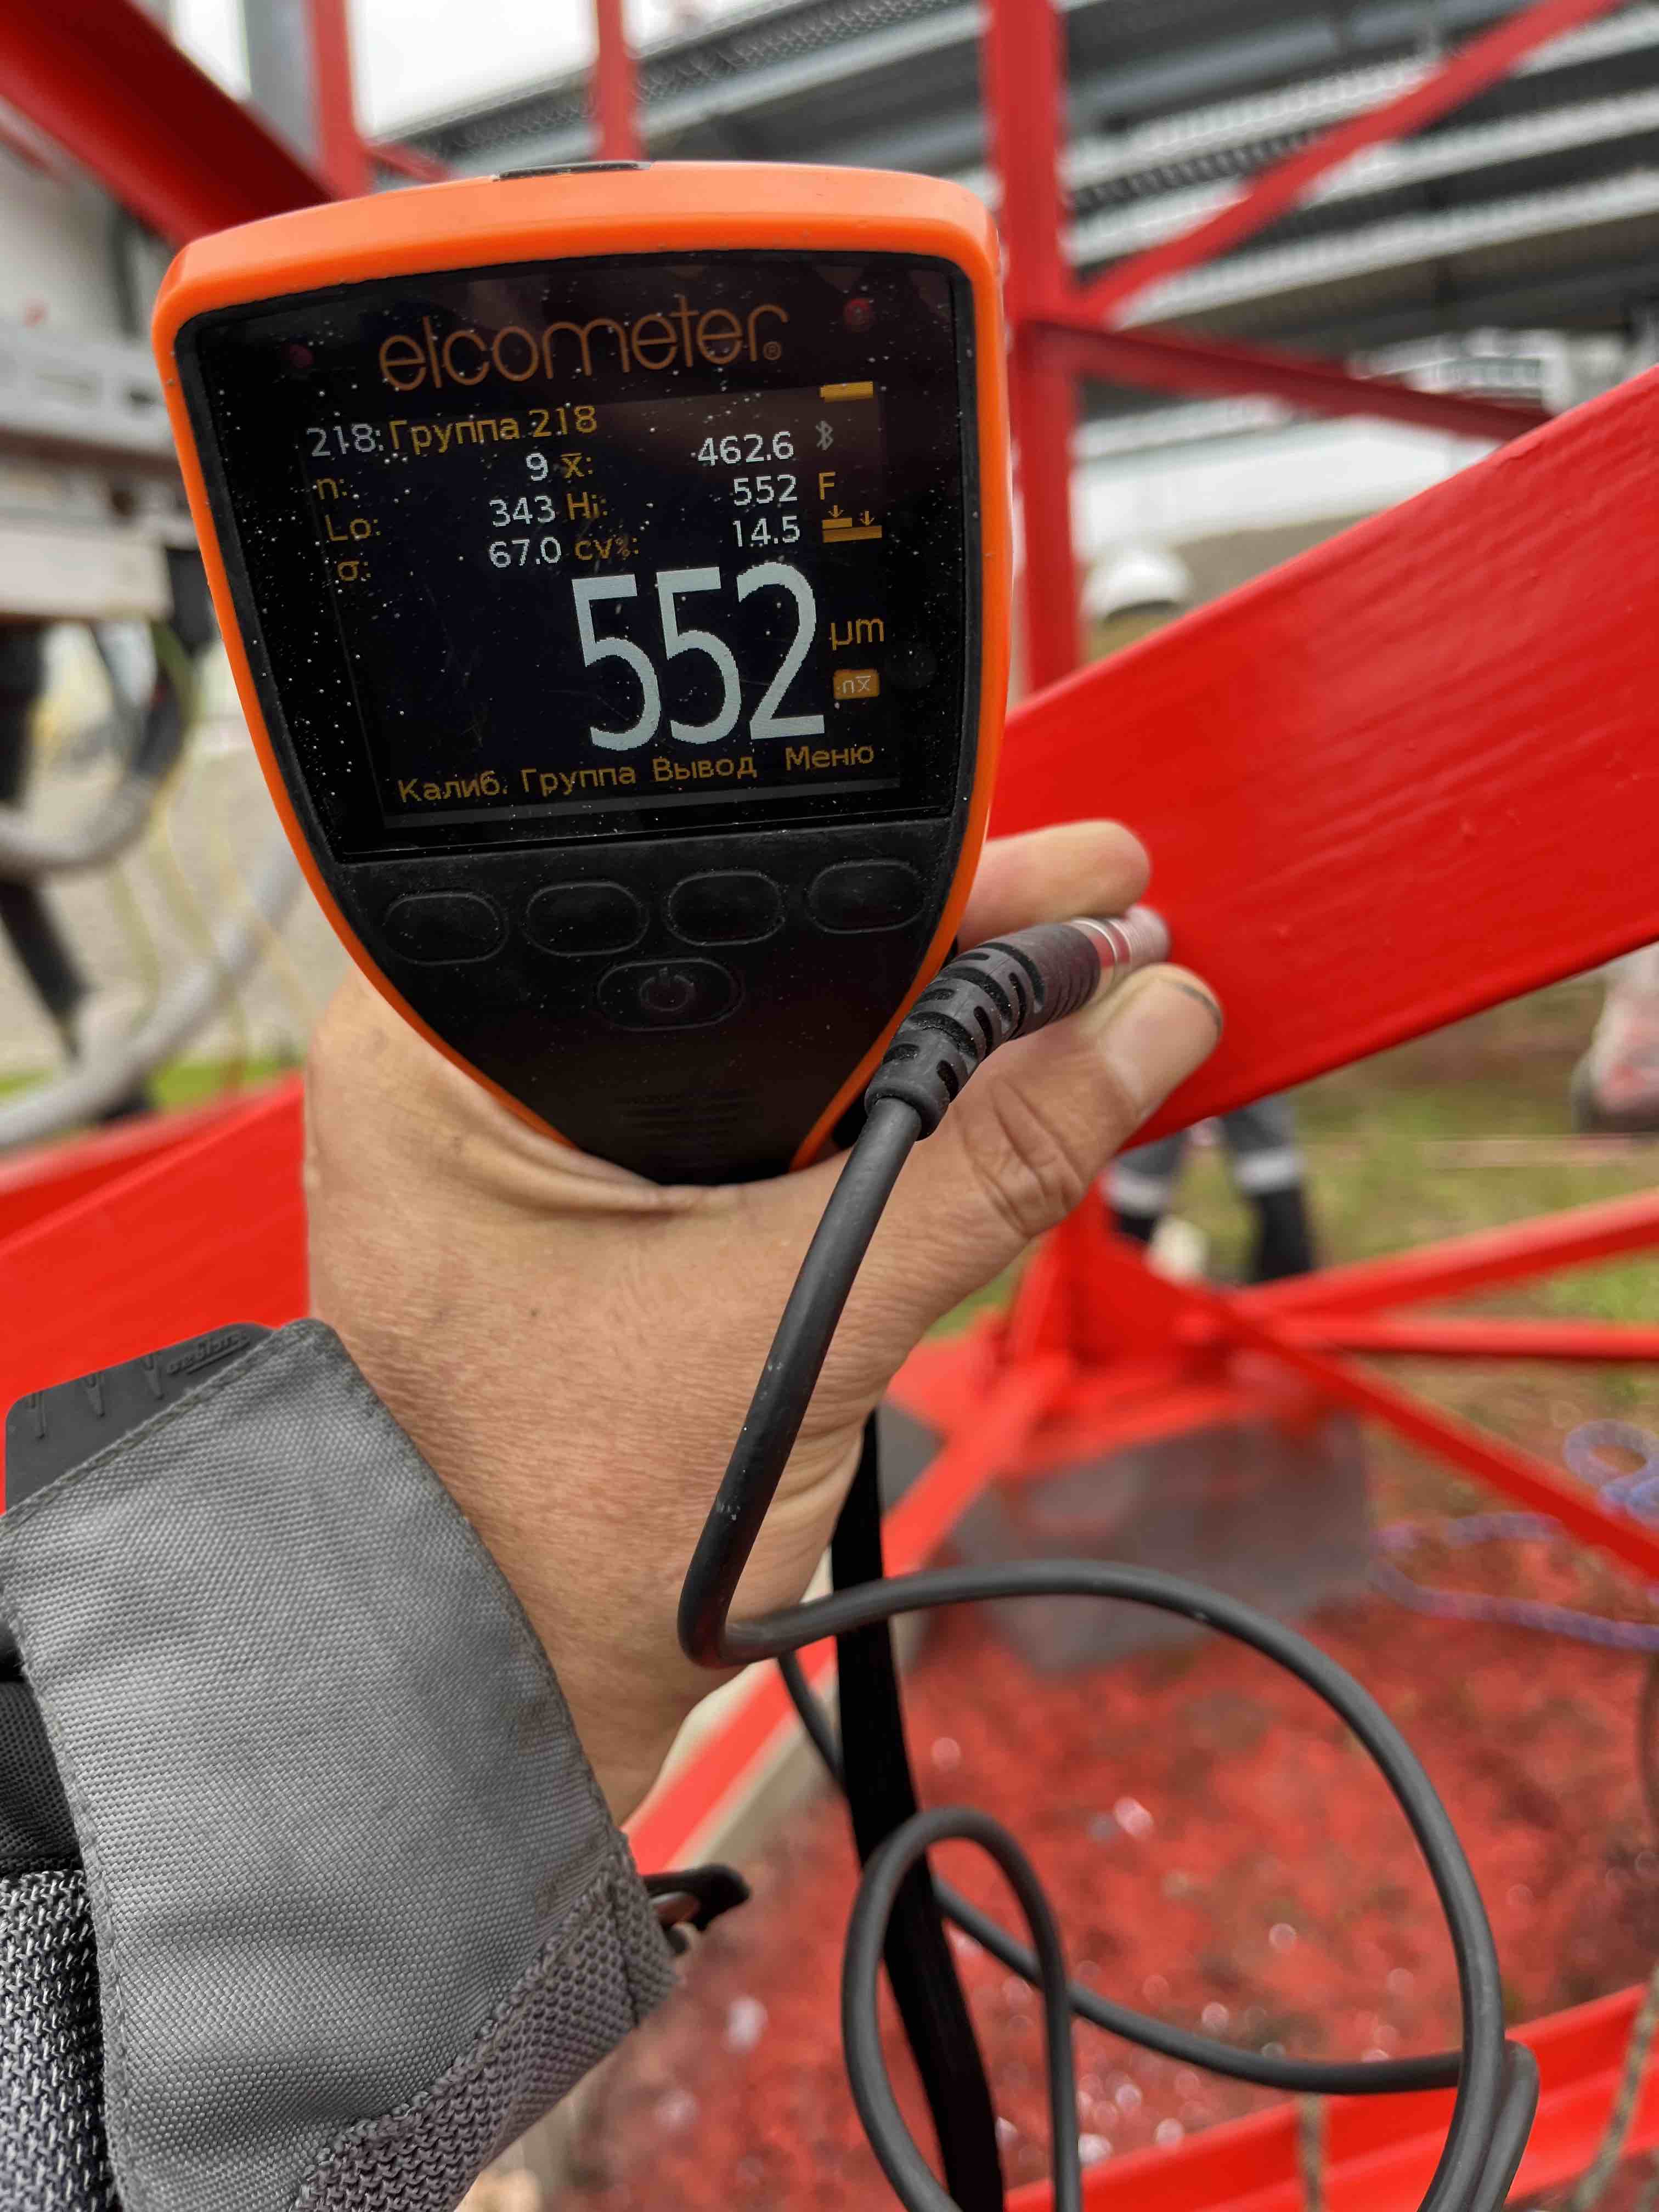 elcometer®
218: Группа 218
n: 9 x̄: 462.6
Lo: 343 Hi: 552 F
σ: 67.0 cv%: 14.5
552 µm
nx̄
Калиб. Группа Вывод Меню